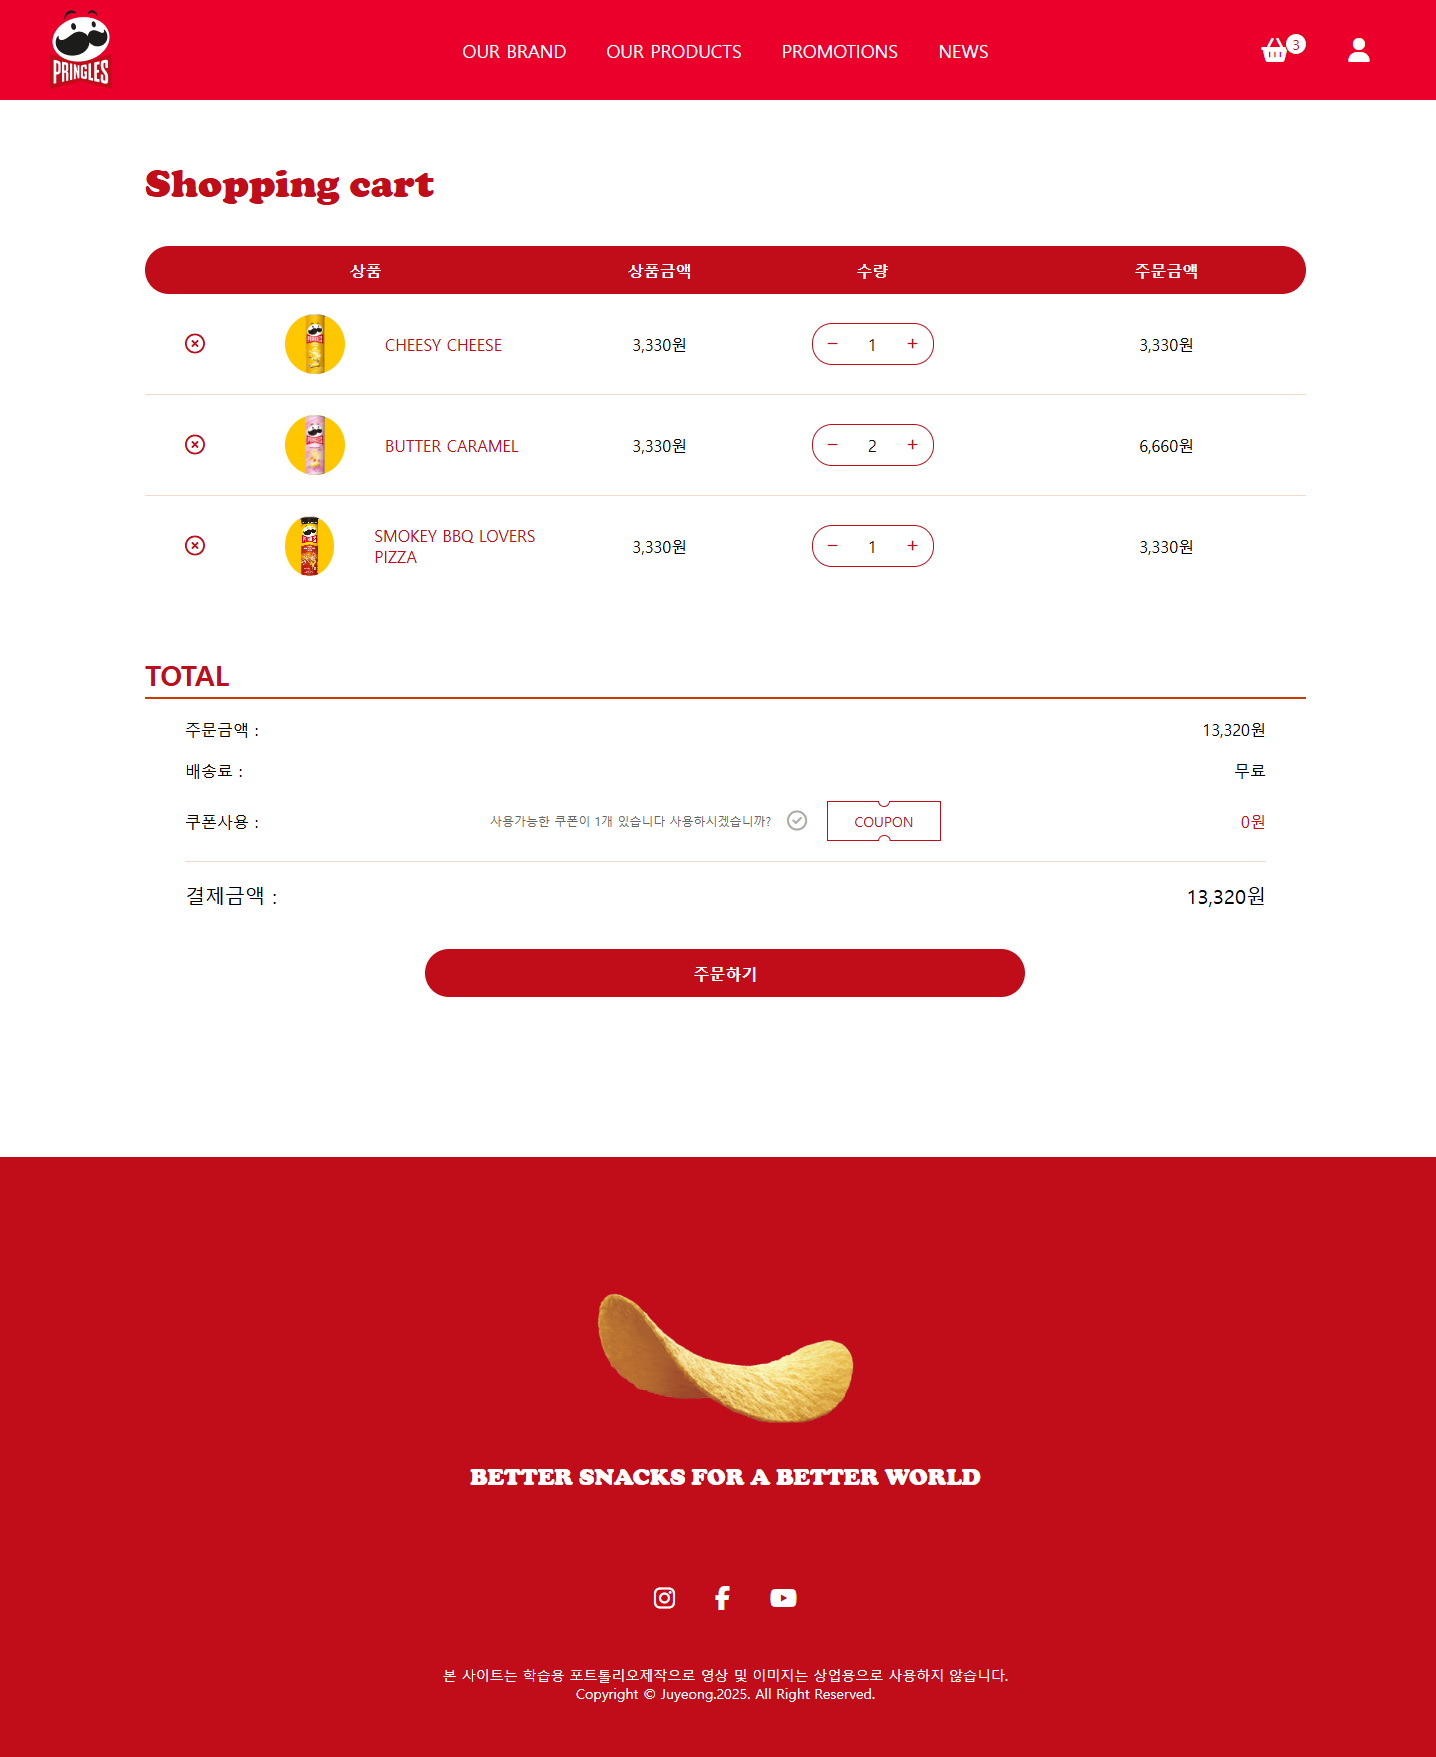 PRINGLES
OUR BRAND
OUR PRODUCTS
PROMOTIONS
NEWS
3
Shopping cart
상품
상품금액
수량
주문금액
CHEESY CHEESE
3,330원
− 1 +
3,330원
BUTTER CARAMEL
3,330원
− 2 +
6,660원
SMOKEY BBQ LOVERS
PIZZA
3,330원
− 1 +
3,330원
TOTAL
주문금액 :
13,320원
배송료 :
무료
쿠폰사용 :
사용가능한 쿠폰이 1개 있습니다 사용하시겠습니까?
COUPON
0원
결제금액 :
13,320원
주문하기
BETTER SNACKS FOR A BETTER WORLD
본 사이트는 학습용 포트톨리오제작으로 영상 및 이미지는 상업용으로 사용하지 않습니다.
Copyright © Juyeong.2025. All Right Reserved.